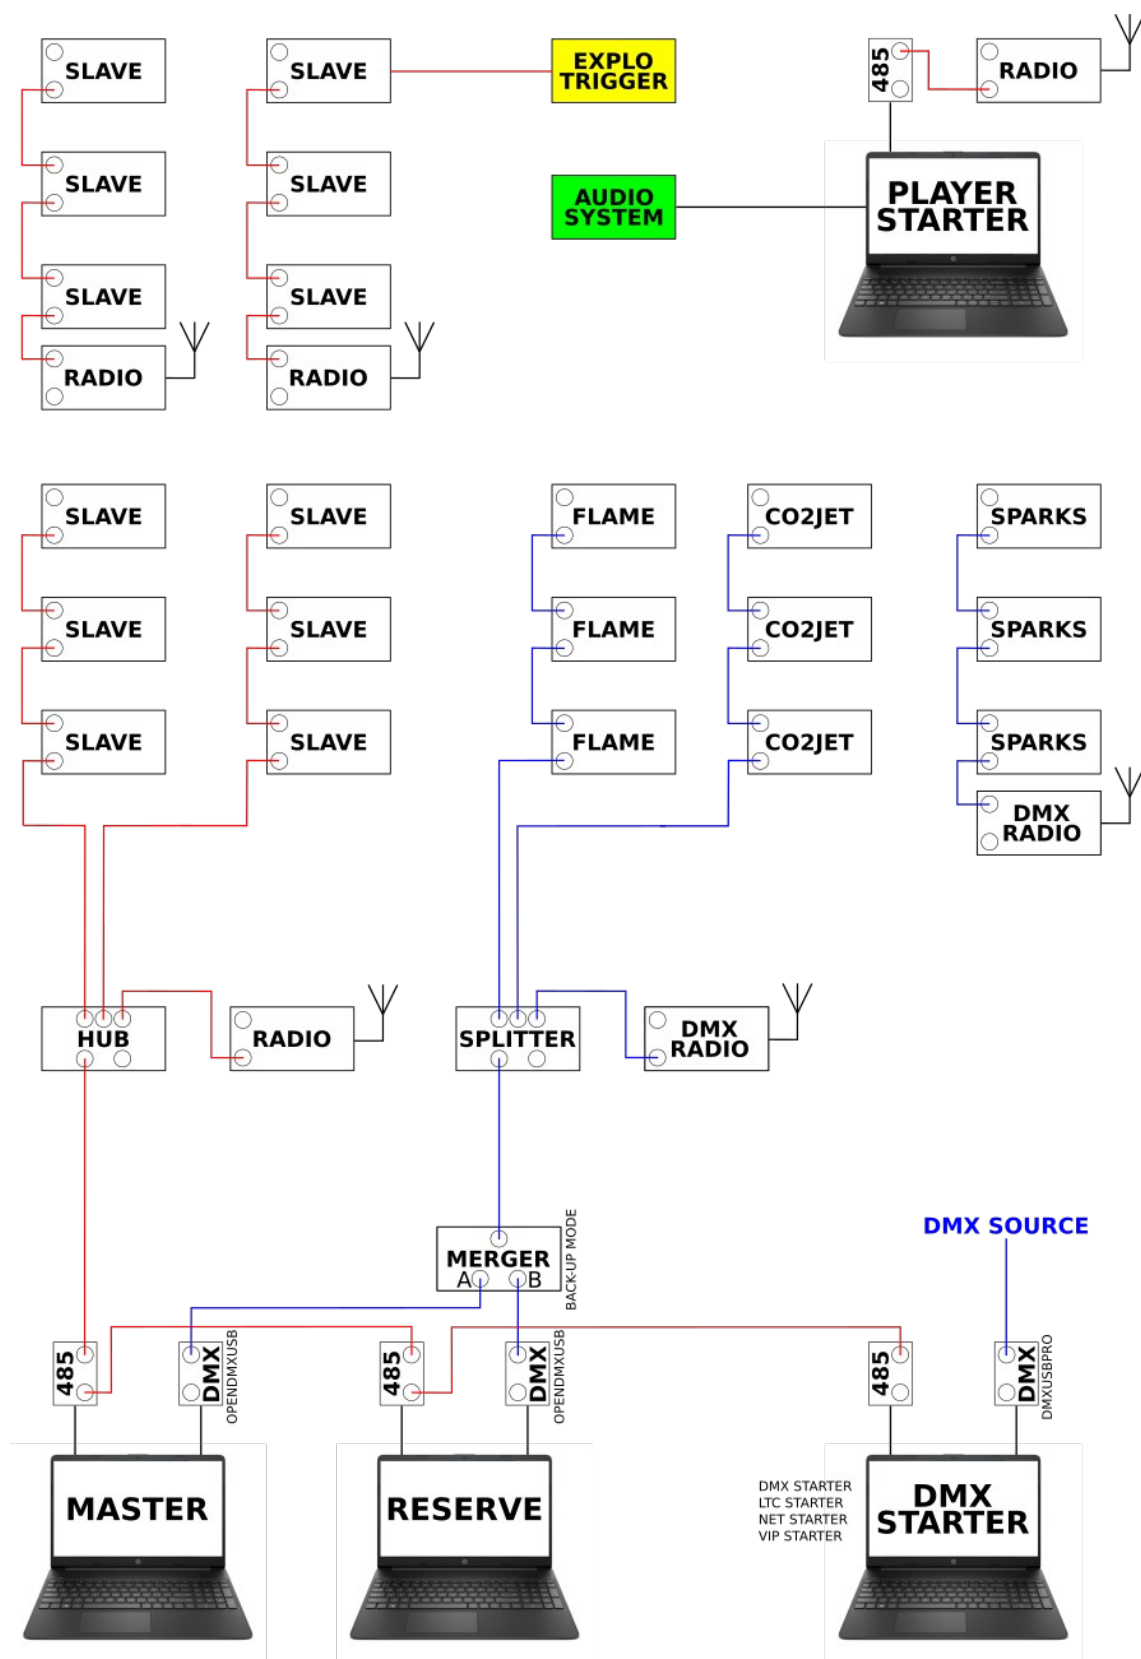 SLAVE
SLAVE
EXPLO
TRIGGER
485
RADIO
SLAVE
SLAVE
AUDIO
SYSTEM
PLAYER
STARTER
SLAVE
SLAVE
RADIO
RADIO
SLAVE
SLAVE
FLAME
CO2JET
SPARKS
SLAVE
SLAVE
FLAME
CO2JET
SPARKS
SLAVE
SLAVE
FLAME
CO2JET
SPARKS
DMX
RADIO
HUB
RADIO
SPLITTER
DMX
RADIO
MERGER
A B
BACK-UP MODE
DMX SOURCE
485
DMX
OPENDMXUSB
485
DMX
OPENDMXUSB
485
DMX
DMXUSBPRO
MASTER
RESERVE
DMX STARTER
LTC STARTER
NET STARTER
VIP STARTER
DMX
STARTER